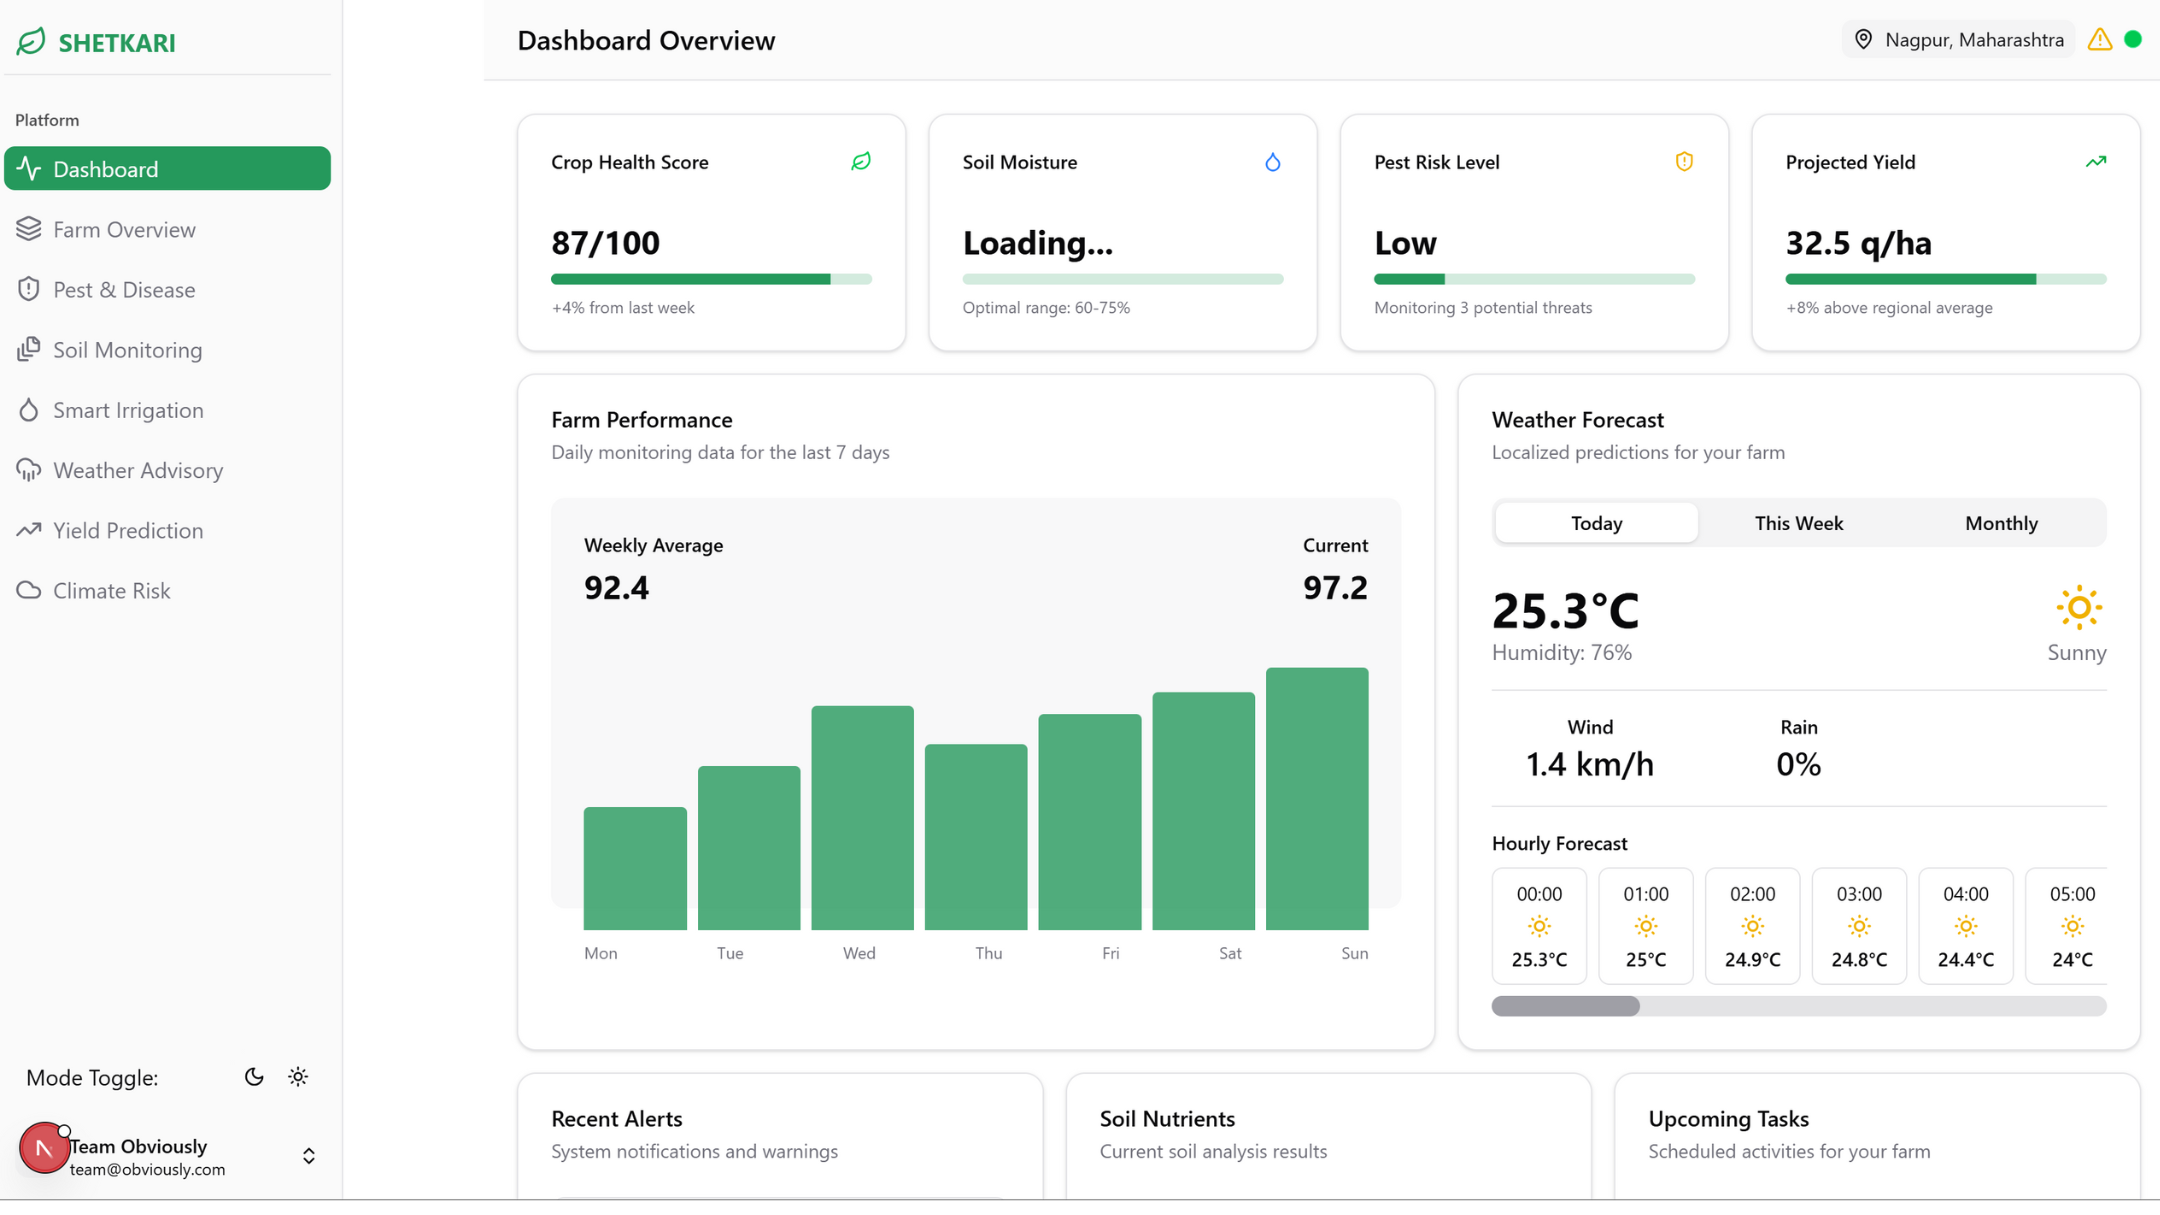 SHETKARI
Platform
Dashboard
Farm Overview
Pest & Disease
Soil Monitoring
Smart Irrigation
Weather Advisory
Yield Prediction
Climate Risk
Mode Toggle:
N
Team Obviously
team@obviously.com
Dashboard Overview
Nagpur, Maharashtra
Crop Health Score
87/100
+4% from last week
Soil Moisture
Loading...
Optimal range: 60-75%
Pest Risk Level
Low
Monitoring 3 potential threats
Projected Yield
32.5 q/ha
+8% above regional average
Farm Performance
Daily monitoring data for the last 7 days
Weekly Average
92.4
Current
97.2
Mon Tue Wed Thu Fri Sat Sun
Weather Forecast
Localized predictions for your farm
Today This Week Monthly
25.3°C
Humidity: 76%
Sunny
Wind
1.4 km/h
Rain
0%
Hourly Forecast
00:00 01:00 02:00 03:00 04:00 05:00
25.3°C 25°C 24.9°C 24.8°C 24.4°C 24°C
Recent Alerts
System notifications and warnings
Soil Nutrients
Current soil analysis results
Upcoming Tasks
Scheduled activities for your farm